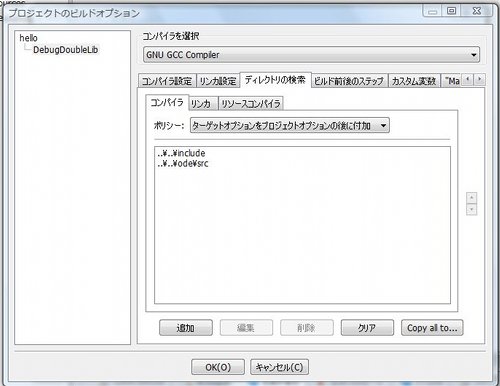 プロジェクトのビルドオプション
hello
DebugDoubleLib
コンパイラを選択
GNU GCC Compiler
コンパイラ設定 リンカ設定 ディレクトリの検索 ビルド前後のステップ カスタム変数 "Ma
コンパイラ リンカ リソースコンパイラ
ポリシー: ターゲットオプションをプロジェクトオプションの後に付加
..¥..¥include
..¥..¥ode¥src
追加 編集 削除 クリア Copy all to...
OK(O) キャンセル(C)